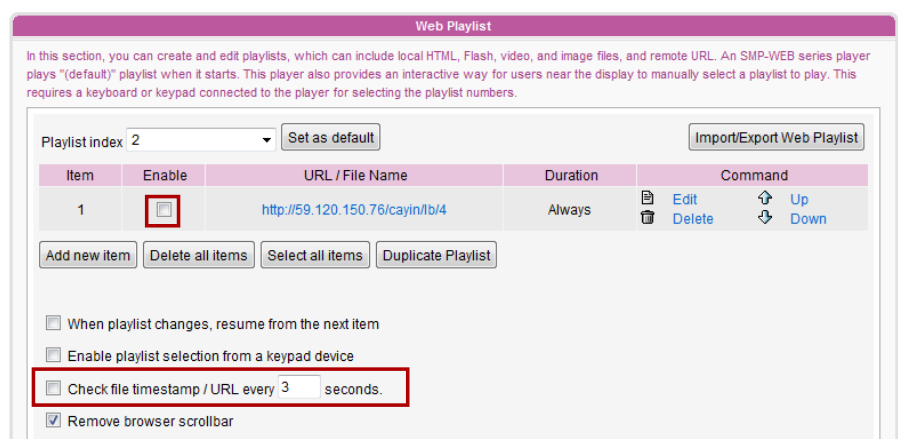 Web Playlist
In this section, you can create and edit playlists, which can include local HTML, Flash, video, and image files, and remote URL. An SMP-WEB series player
plays "(default)" playlist when it starts. This player also provides an interactive way for users near the display to manually select a playlist to play. This
requires a keyboard or keypad connected to the player for selecting the playlist numbers.
Playlist index 2 Set as default Import/Export Web Playlist
Item Enable URL / File Name Duration Command
1 http://59.120.150.76/cayin/lb/4 Always Edit Up
Delete Down
Add new item Delete all items Select all items Duplicate Playlist
When playlist changes, resume from the next item
Enable playlist selection from a keypad device
Check file timestamp / URL every 3 seconds.
Remove browser scrollbar